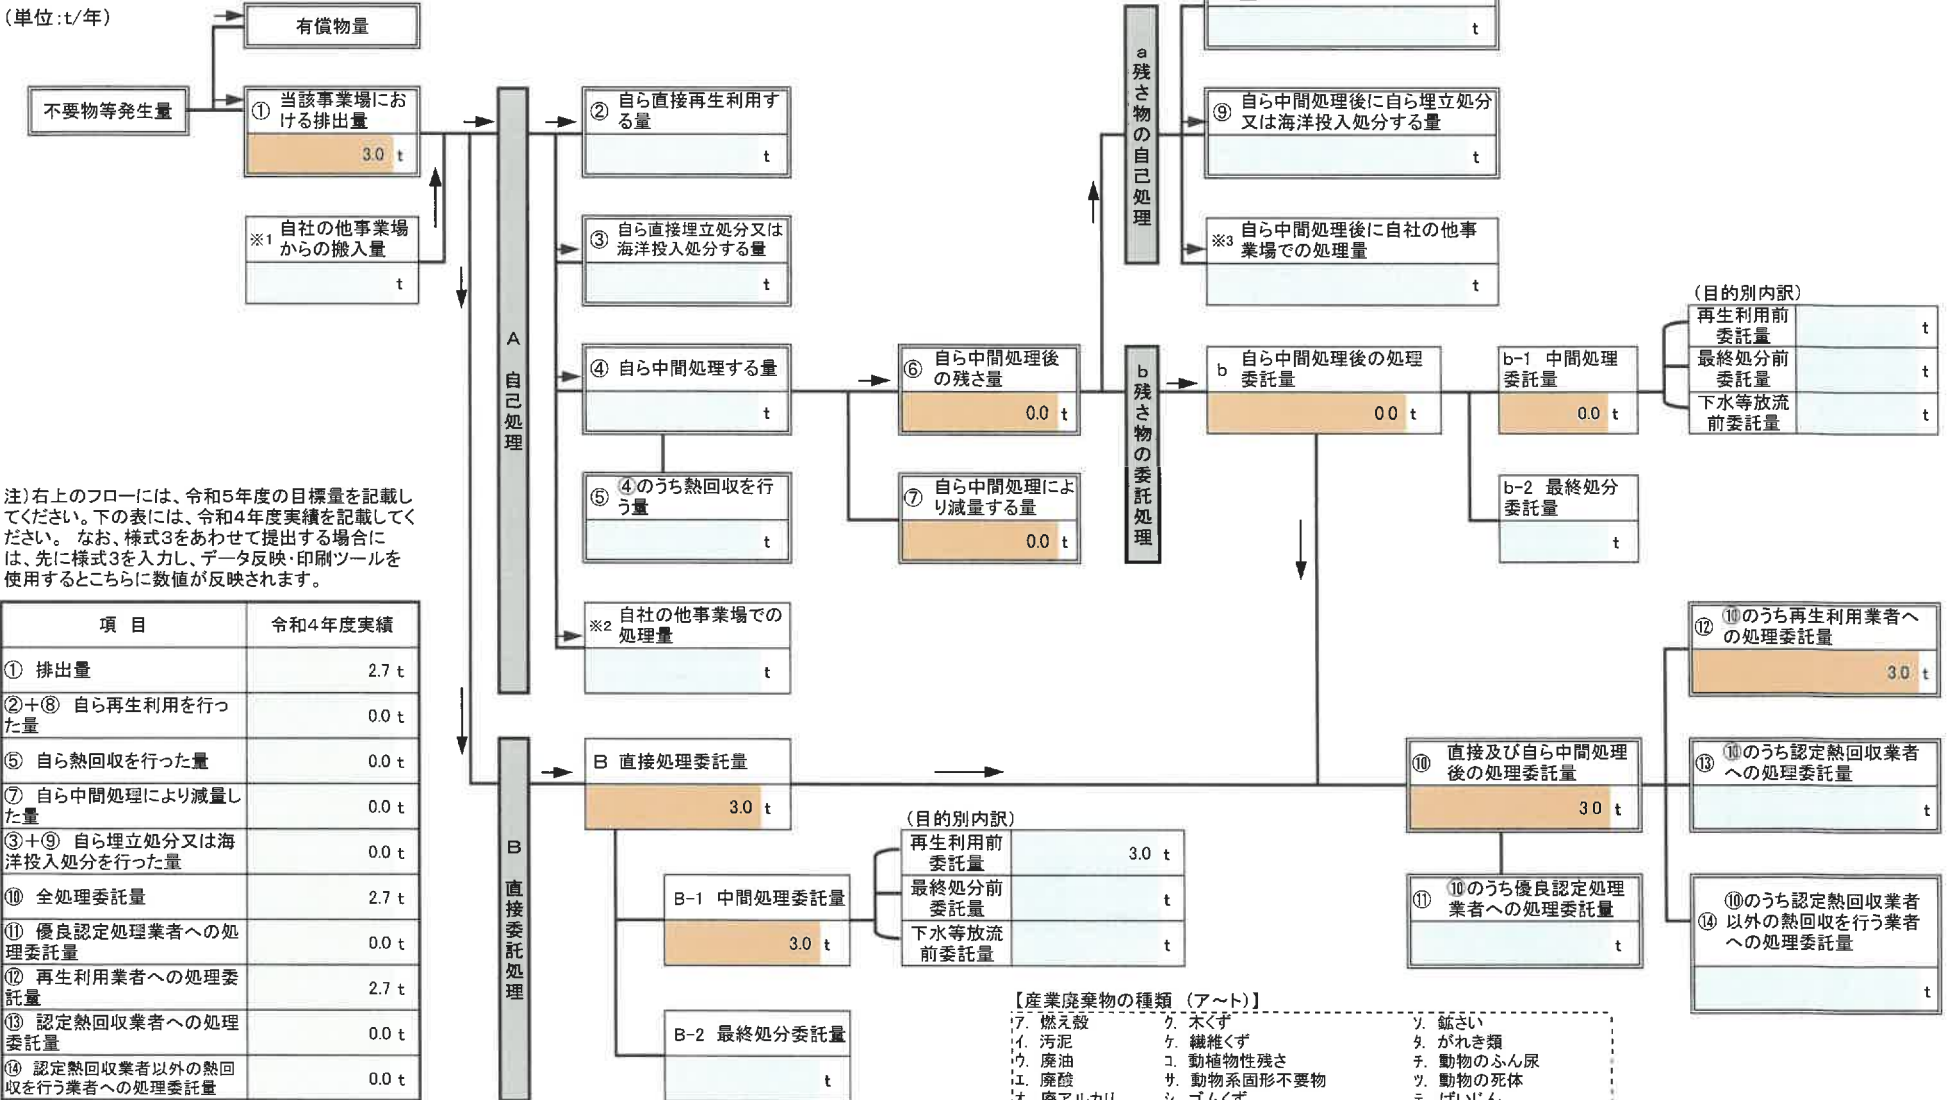 (単位:t/年)
有償物量
不要物等発生量
① 当該事業場にお
ける排出量
3.0 t
※1 自社の他事業場
からの搬入量
t
A 自己処理
② 自ら直接再生利用す
る量
t
③ 自ら直接埋立処分又は
海洋投入処分する量
t
④ 自ら中間処理する量
t
⑤ ④のうち熱回収を行
う量
t
※2 自社の他事業場での
処理量
t
⑥ 自ら中間処理後
の残さ量
0.0 t
⑦ 自ら中間処理によ
り減量する量
0.0 t
a 残さ物の自己処理
t
⑨ 自ら中間処理後に自ら埋立処分
又は海洋投入処分する量
t
※3 自ら中間処理後に自社の他事
業場での処理量
t
b 残さ物の委託処理
b 自ら中間処理後の処理
委託量
0 0 t
b-1 中間処理
委託量
0.0 t
b-2 最終処分
委託量
t
(目的別内訳)
再生利用前
委託量
t
最終処分前
委託量
t
下水等放流
前委託量
t
注)右上のフローには、令和5年度の目標量を記載し
てください。下の表には、令和4年度実績を記載してく
ださい。 なお、様式3をあわせて提出する場合に
は、先に様式3を入力し、データ反映・印刷ツールを
使用するとこちらに数値が反映されます。
項 目 令和4年度実績
① 排出量 2.7 t
②+⑧ 自ら再生利用を行っ
た量 0.0 t
⑤ 自ら熱回収を行った量 0.0 t
⑦ 自ら中間処理により減量し
た量 0.0 t
③+⑨ 自ら埋立処分又は海
洋投入処分を行った量 0.0 t
⑩ 全処理委託量 2.7 t
⑪ 優良認定処理業者への処
理委託量 0.0 t
⑫ 再生利用業者への処理委
託量 2.7 t
⑬ 認定熱回収業者への処理
委託量 0.0 t
⑭ 認定熱回収業者以外の熱回
収を行う業者への処理委託量 0.0 t
B 直接委託処理
B 直接処理委託量
3.0 t
B-1 中間処理委託量
3.0 t
B-2 最終処分委託量
t
(目的別内訳)
再生利用前
委託量
3.0 t
最終処分前
委託量
t
下水等放流
前委託量
t
⑩ 直接及び自ら中間処理
後の処理委託量
3 0 t
⑪ ⑩のうち優良認定処理
業者への処理委託量
t
⑫ ⑩のうち再生利用業者へ
の処理委託量
3.0 t
⑬ ⑩のうち認定熱回収業者
への処理委託量
t
⑭ ⑩のうち認定熱回収業者
以外の熱回収を行う業者
への処理委託量
t
【産業廃棄物の種類 (ア〜ト)】
ア. 燃え殻 ク. 木くず ソ. 鉱さい
イ. 汚泥 ケ. 繊維くず タ. がれき類
ウ. 廃油 コ. 動植物性残さ チ. 動物のふん尿
エ. 廃酸 サ. 動物系固形不要物 ツ. 動物の死体
オ. 廃アルカリ シ. ゴムくず テ. ばいじん